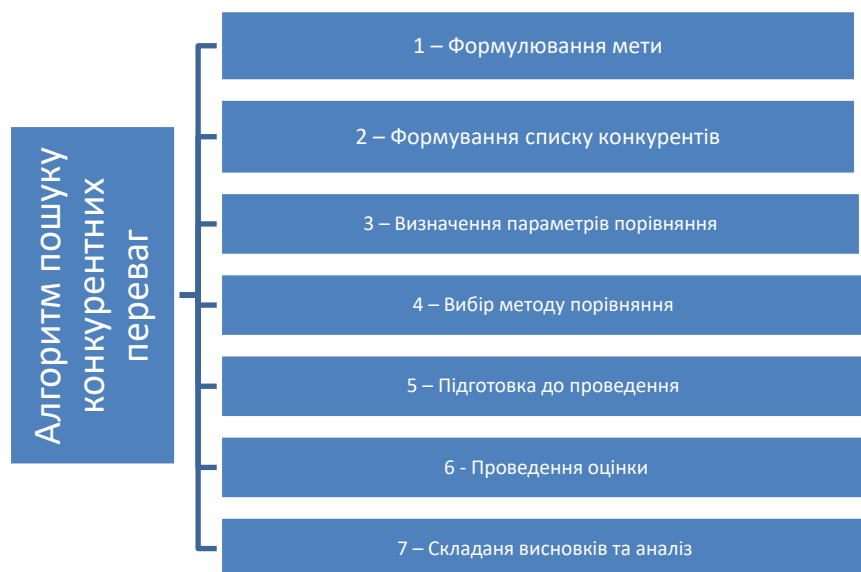 Алгоритм пошуку
конкурентних
переваг
1 – Формулювання мети
2 – Формування списку конкурентів
3 – Визначення параметрів порівняння
4 – Вибір методу порівняння
5 – Підготовка до проведення
6 - Проведення оцінки
7 – Складаня висновків та аналіз